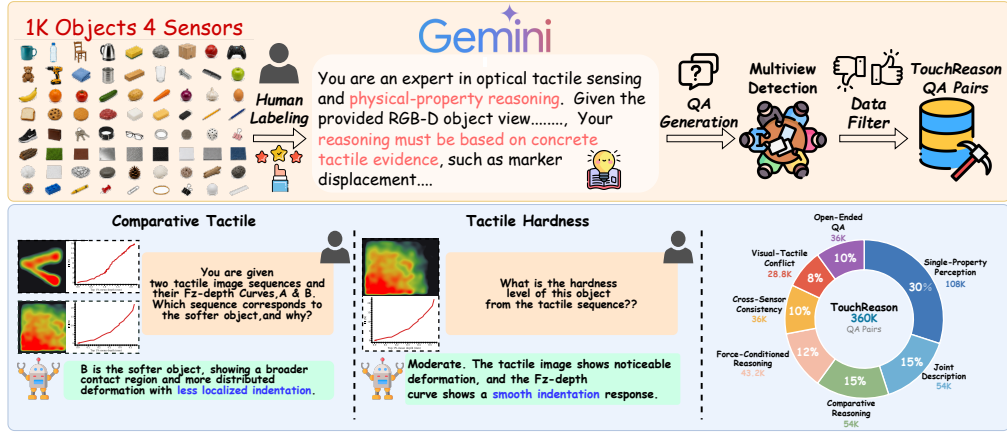 1K Objects 4 Sensors
Human
Labeling
Gemini
You are an expert in optical tactile sensing
and physical-property reasoning. Given the
provided RGB-D object view........, Your
reasoning must be based on concrete
tactile evidence, such as marker
displacement....
QA
Generation
Multiview
Detection
Data
Filter
TouchReason
QA Pairs
Comparative Tactile
You are given
two tactile image sequences and
their Fz-depth Curves,A & B.
Which sequence corresponds to
the softer object,and why?
B is the softer object, showing a broader
contact region and more distributed
deformation with less localized indentation.
Tactile Hardness
What is the hardness
level of this object
from the tactile sequence??
Moderate. The tactile image shows noticeable
deformation, and the Fz-depth
curve shows a smooth indentation response.
Open-Ended
QA
36K
10%
Visual-Tactile
Conflict
28.8K
8%
Single-Property
Perception
108K
30%
Cross-Sensor
Consistency
36K
10%
TouchReason
360K
QA Pairs
Force-Conditioned
Reasoning
43.2K
12%
15%
Joint
Description
54K
15%
Comparative
Reasoning
54K